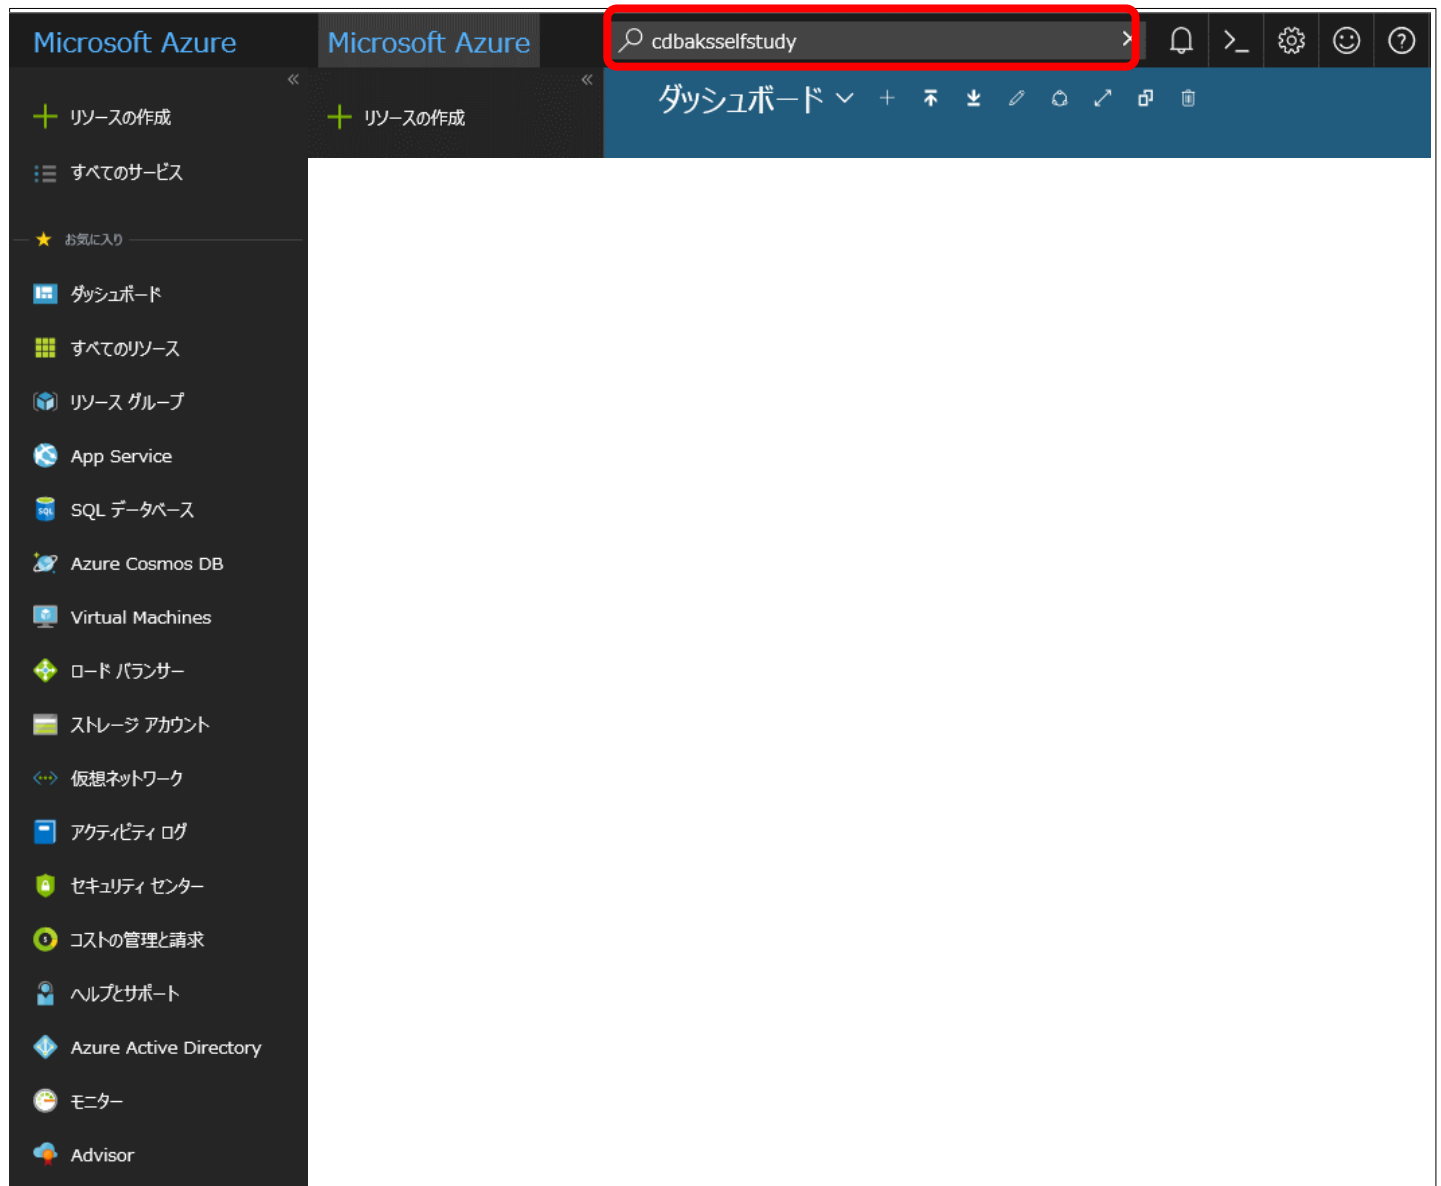 Microsoft Azure
リソースの作成
すべてのサービス
お気に入り
ダッシュボード
すべてのリソース
リソース グループ
App Service
SQL データベース
Azure Cosmos DB
Virtual Machines
ロード バランサー
ストレージ アカウント
仮想ネットワーク
アクティビティ ログ
セキュリティ センター
コストの管理と請求
ヘルプとサポート
Azure Active Directory
モニター
Advisor
Microsoft Azure
リソースの作成
cdbaksselfstudy
ダッシュボード